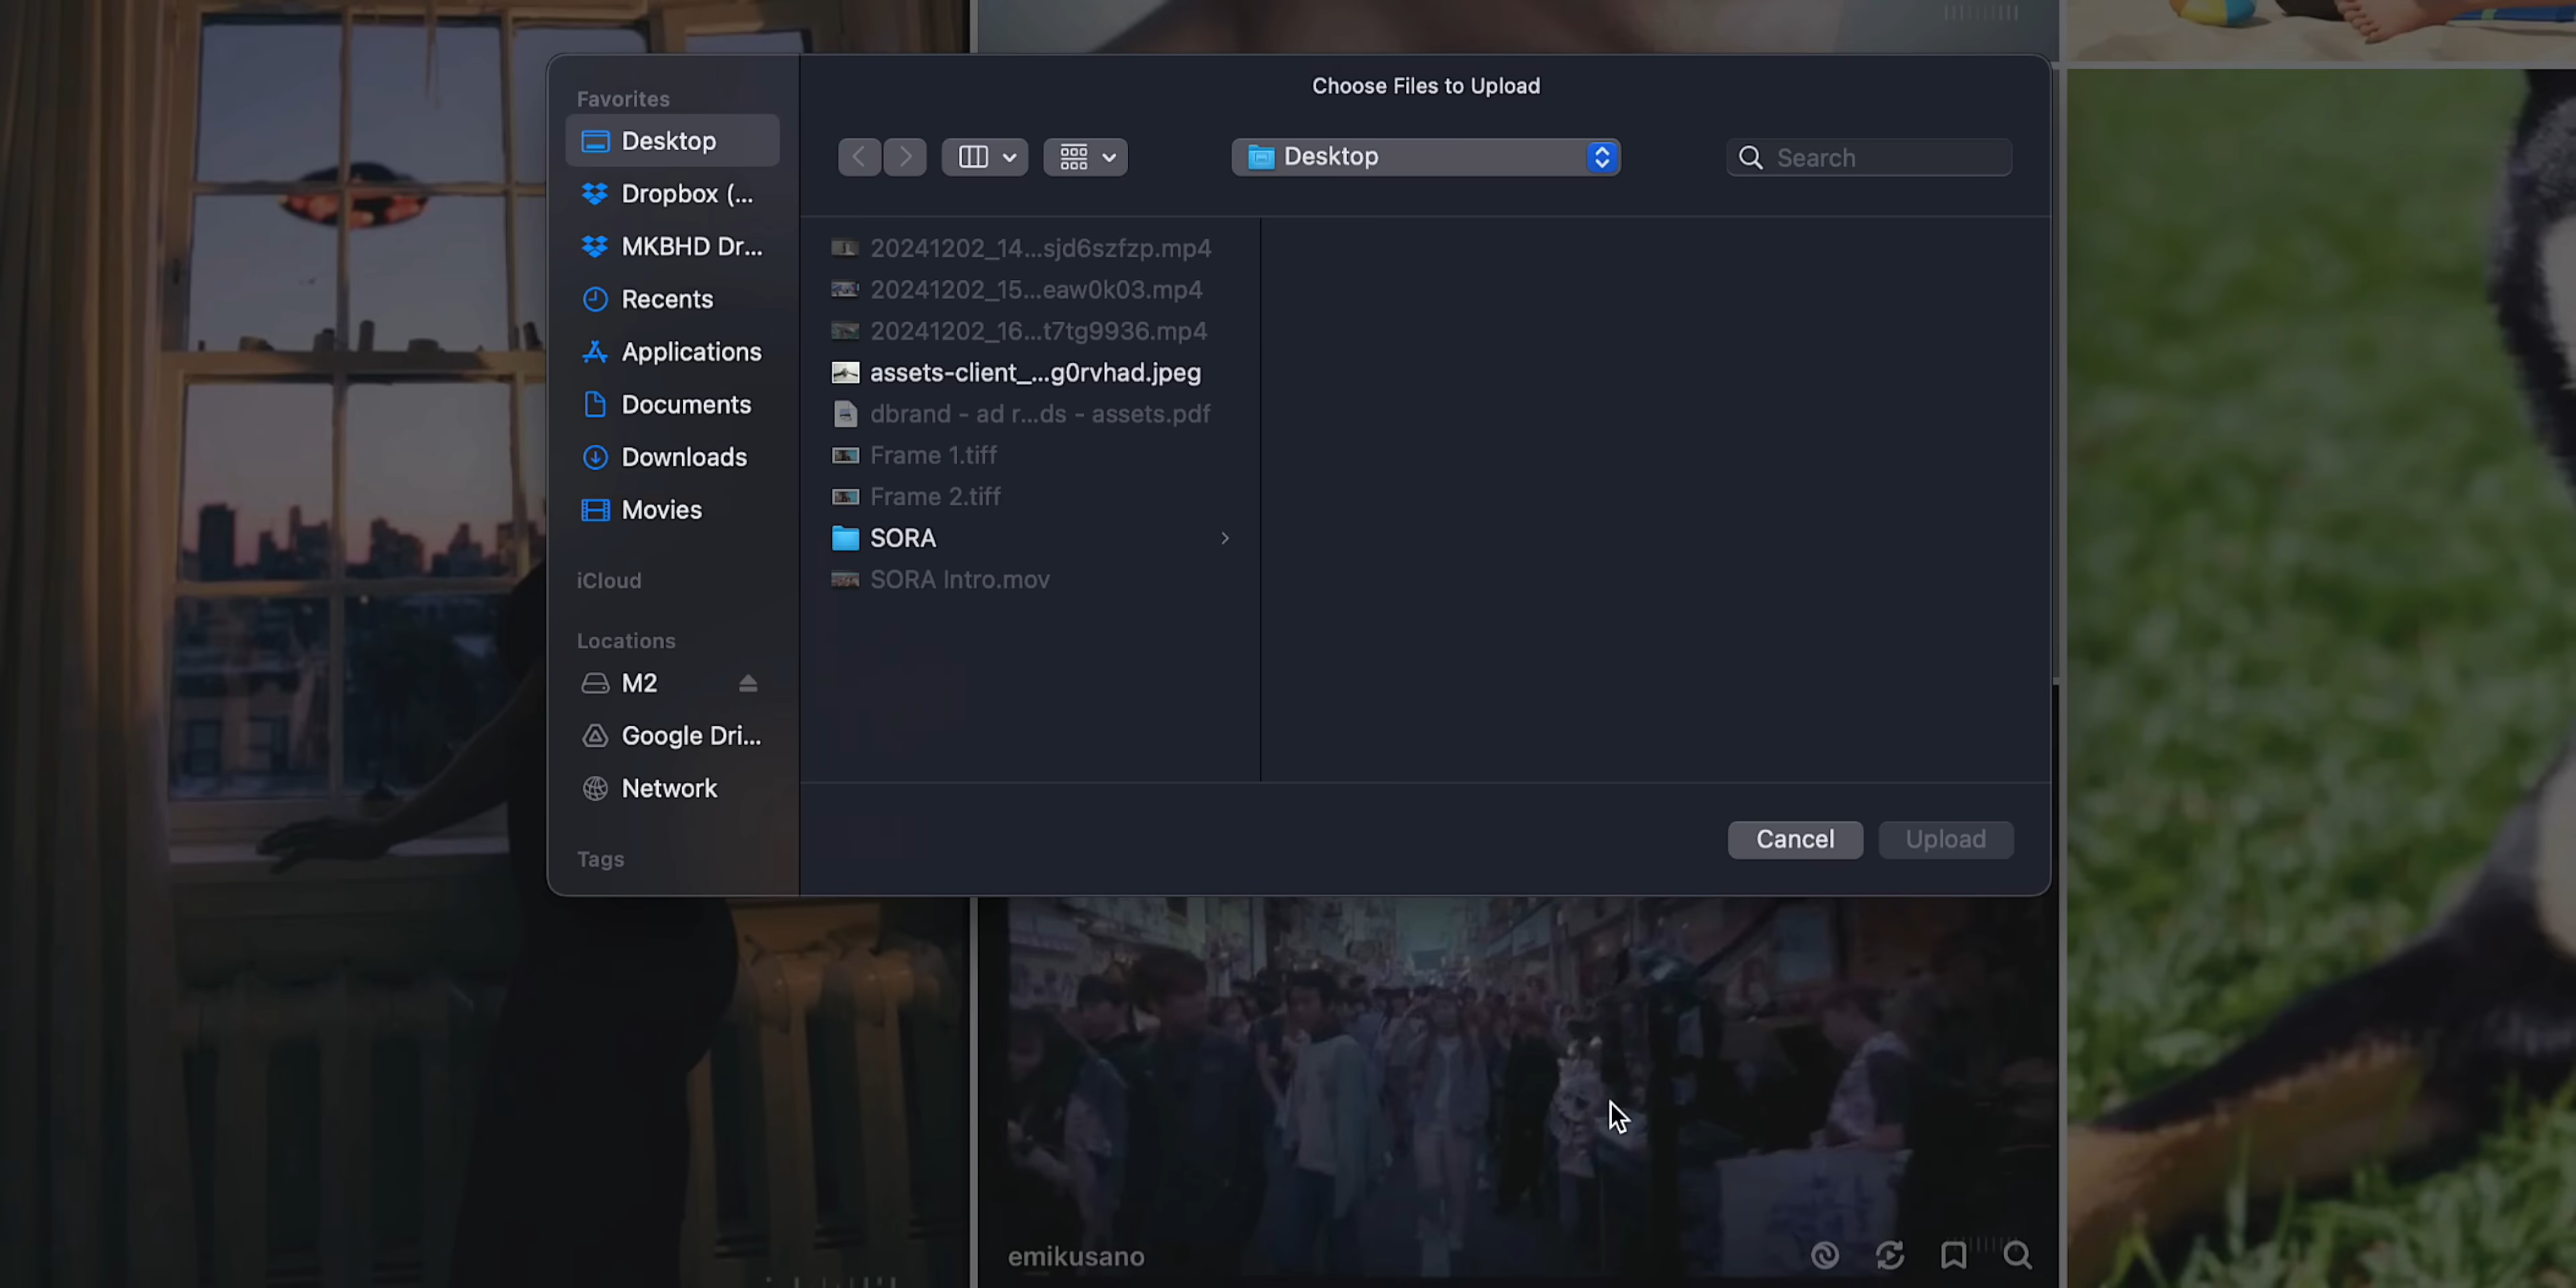 Choose Files to Upload
Favorites
Desktop
Dropbox (...
MKBHD Dr...
Recents
Applications
Documents
Downloads
Movies
iCloud
Locations
M2
Google Dri...
Network
Tags
Desktop
Search
20241202_14...sjd6szfzp.mp4
20241202_15...eaw0k03.mp4
20241202_16...t7tg9936.mp4
assets-client_...g0rvhad.jpeg
dbrand - ad r...ds - assets.pdf
Frame 1.tiff
Frame 2.tiff
SORA
SORA Intro.mov
Cancel
Upload
emikusano